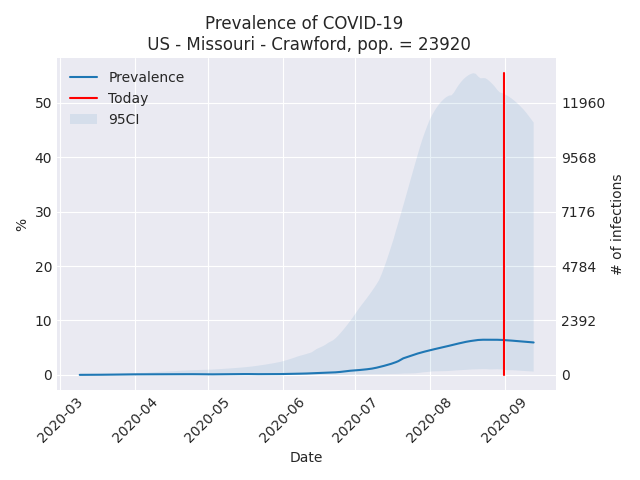 Prevalence of COVID-19
US - Missouri - Crawford, pop. = 23920
Prevalence
Today
95CI
50
40
30
20
10
0
%
11960
9568
7176
4784
2392
0
# of infections
2020-03
2020-04
2020-05
2020-06
2020-07
2020-08
2020-09
Date